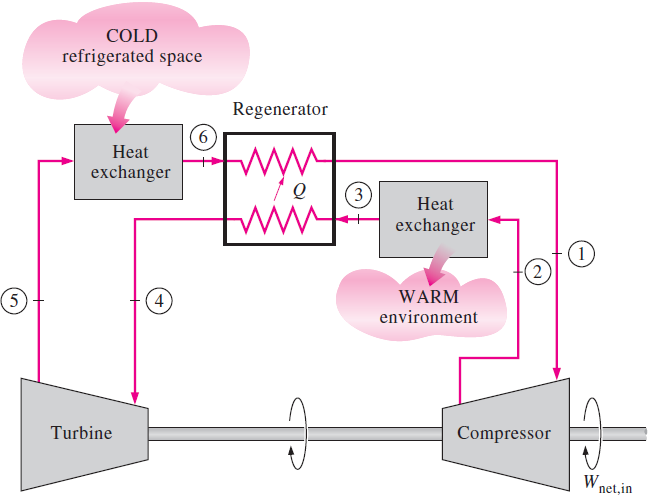 COLD
refrigerated space
Regenerator
6
Heat
exchanger
Q
3
Heat
exchanger
1
2
WARM
environment
5
4
Turbine
Compressor
Wnet,in